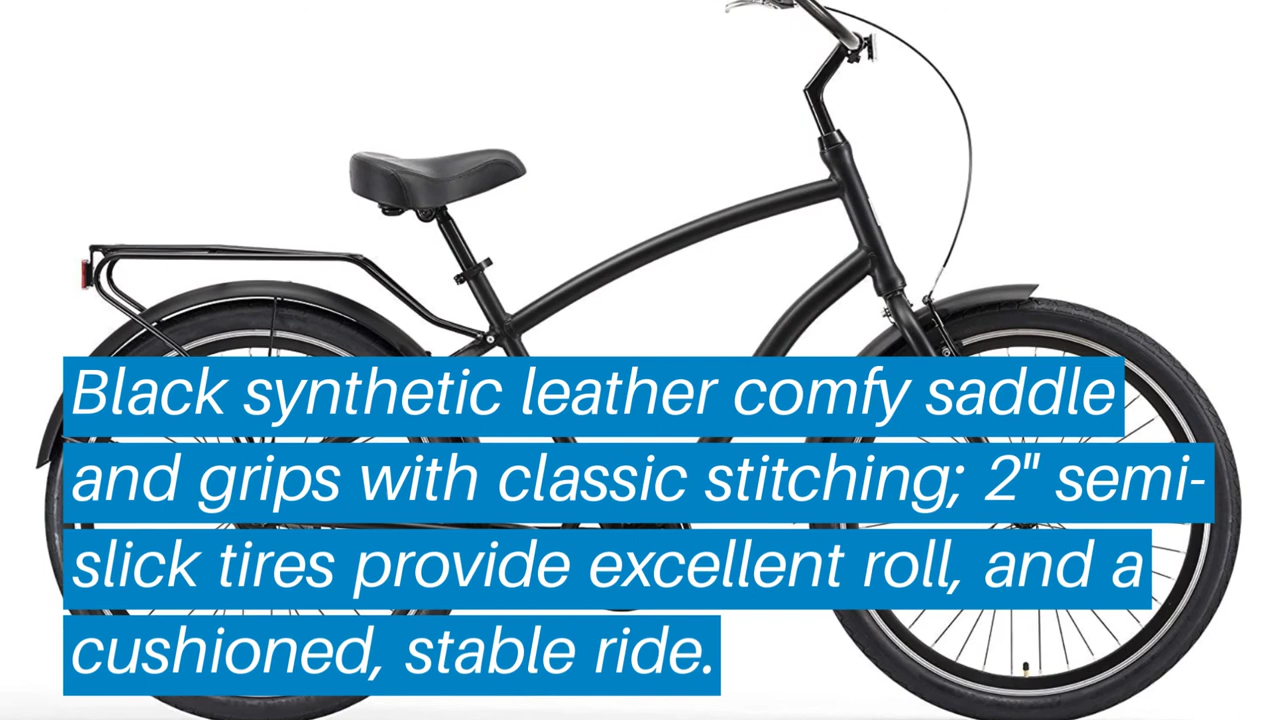 Black synthetic leather comfy saddle
and grips with classic stitching; 2" semi-
slick tires provide excellent roll, and a
cushioned, stable ride.